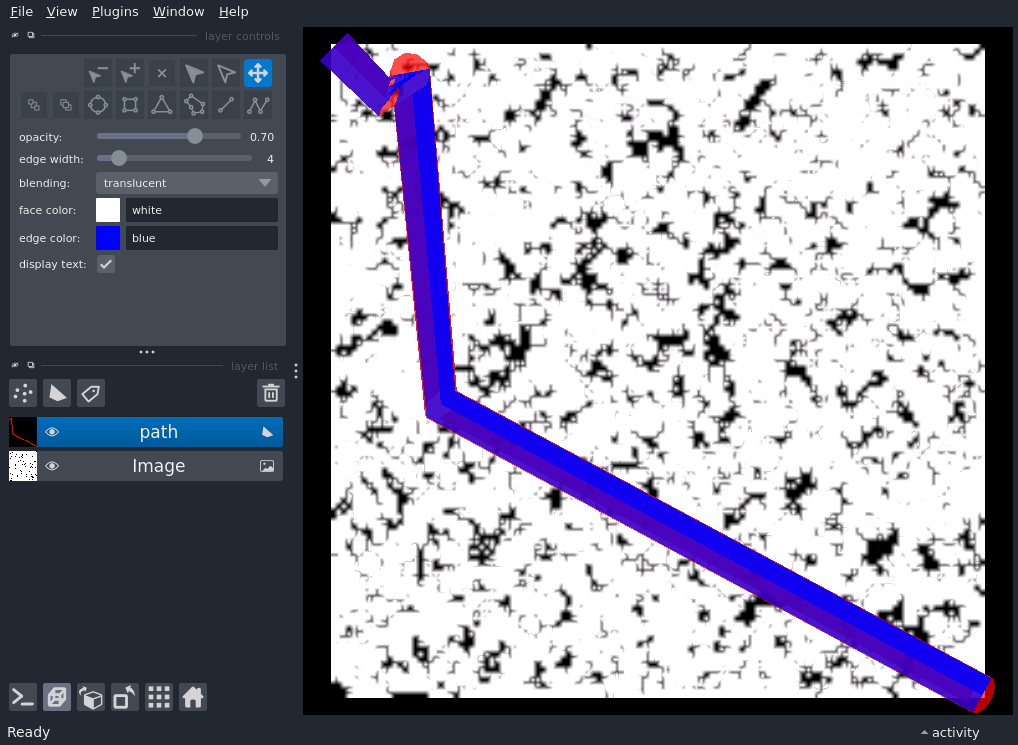 File View Plugins Window Help
layer controls
opacity: 0.70
edge width: 4
blending: translucent
face color: white
edge color: blue
display text:
layer list
path
Image
Ready activity